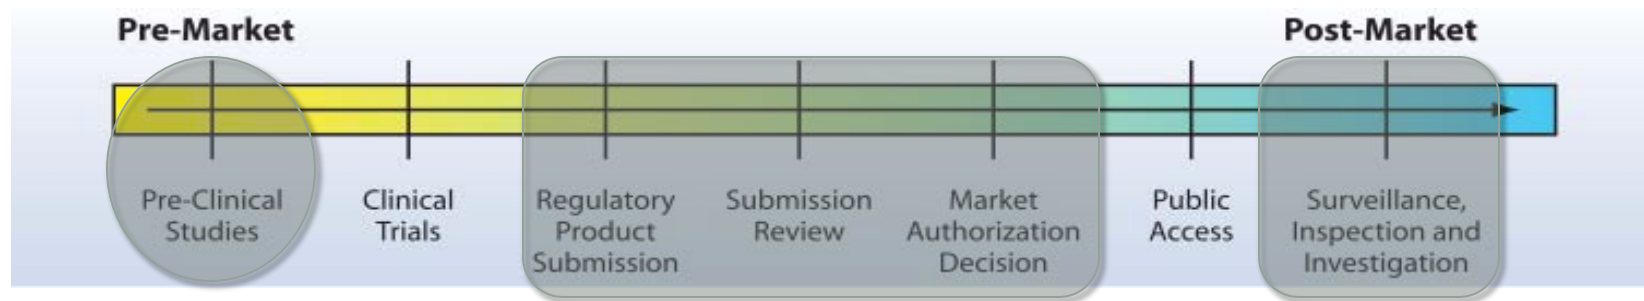 Pre-Market
Post-Market
Pre-Clinical
Studies
Clinical
Trials
Regulatory
Product
Submission
Submission
Review
Market
Authorization
Decision
Public
Access
Surveillance,
Inspection and
Investigation